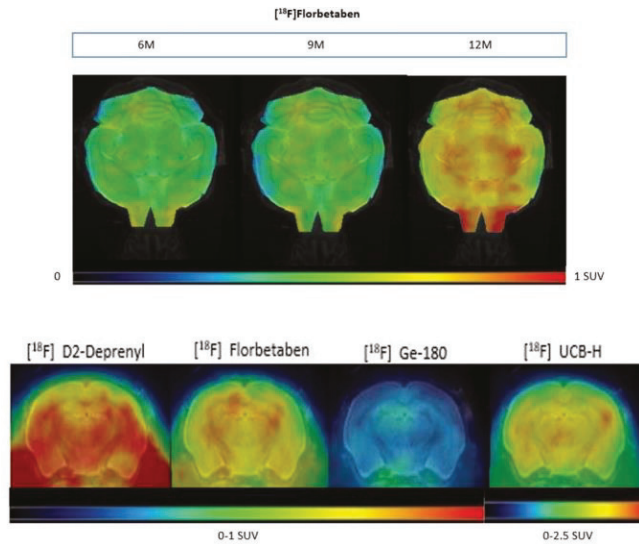 [¹⁸F]Florbetaben
6M 9M 12M
0 1 SUV
[¹⁸F] D2-Deprenyl [¹⁸F] Florbetaben [¹⁸F] Ge-180 [¹⁸F] UCB-H
0-1 SUV 0-2.5 SUV